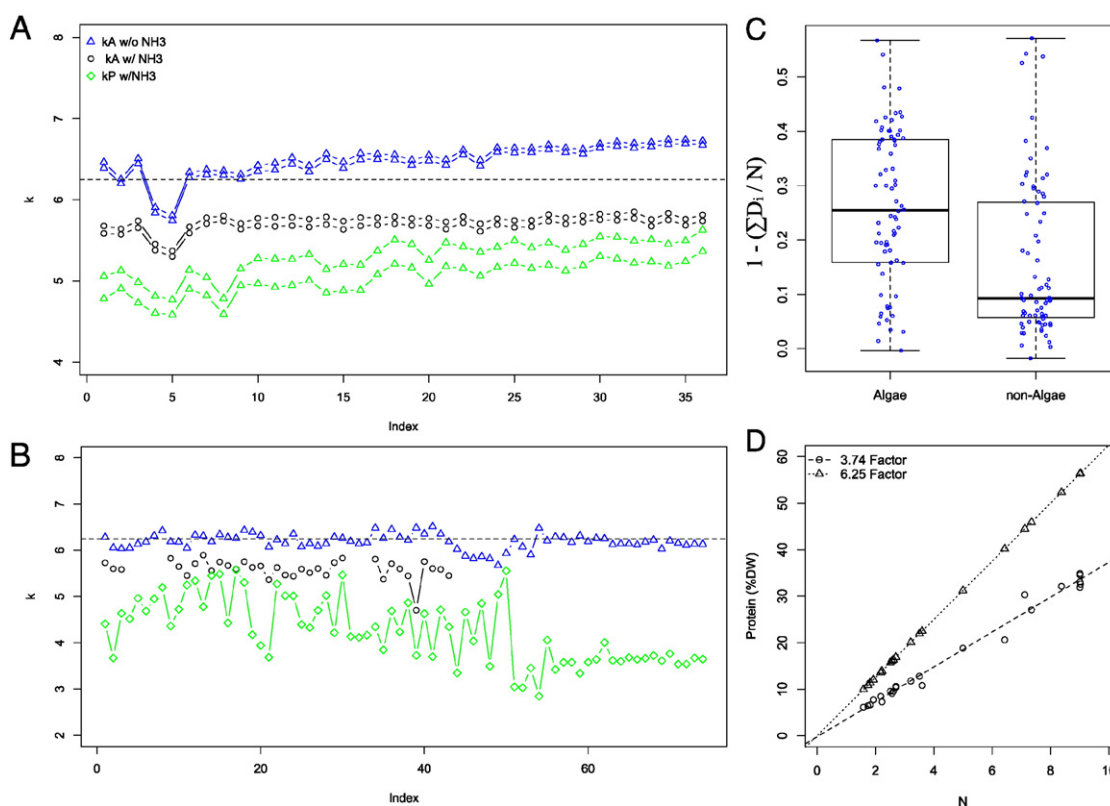 A
kA w/o NH3
kA w/ NH3
kP w/NH3
8
7
6
5
4
k
0 5 10 15 20 25 30 35
Index
B
8
7
6
5
4
3
2
k
0 20 40 60
Index
C
1 - (∑Di / N)
0.5
0.4
0.3
0.2
0.1
0.0
Algae non-Algae
D
3.74 Factor
6.25 Factor
Protein (%DW)
60
50
40
30
20
10
0
0 2 4 6 8 10
N